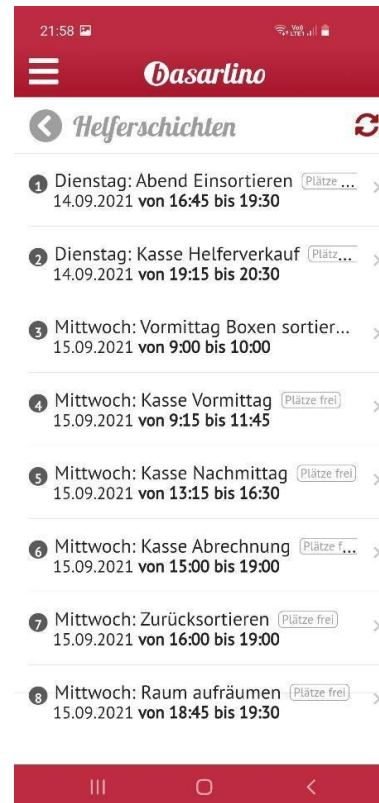 21:58
Vo9
LTE1
basarlino
Helferschichten
1 Dienstag: Abend Einsortieren Plätze ...
14.09.2021 von 16:45 bis 19:30
2 Dienstag: Kasse Helferverkauf Plätz...
14.09.2021 von 19:15 bis 20:30
3 Mittwoch: Vormittag Boxen sortier...
15.09.2021 von 9:00 bis 10:00
4 Mittwoch: Kasse Vormittag Plätze frei
15.09.2021 von 9:15 bis 11:45
5 Mittwoch: Kasse Nachmittag Plätze frei
15.09.2021 von 13:15 bis 16:30
6 Mittwoch: Kasse Abrechnung Plätze f...
15.09.2021 von 15:00 bis 19:00
7 Mittwoch: Zurücksortieren Plätze frei
15.09.2021 von 16:00 bis 19:00
8 Mittwoch: Raum aufräumen Plätze frei
15.09.2021 von 18:45 bis 19:30